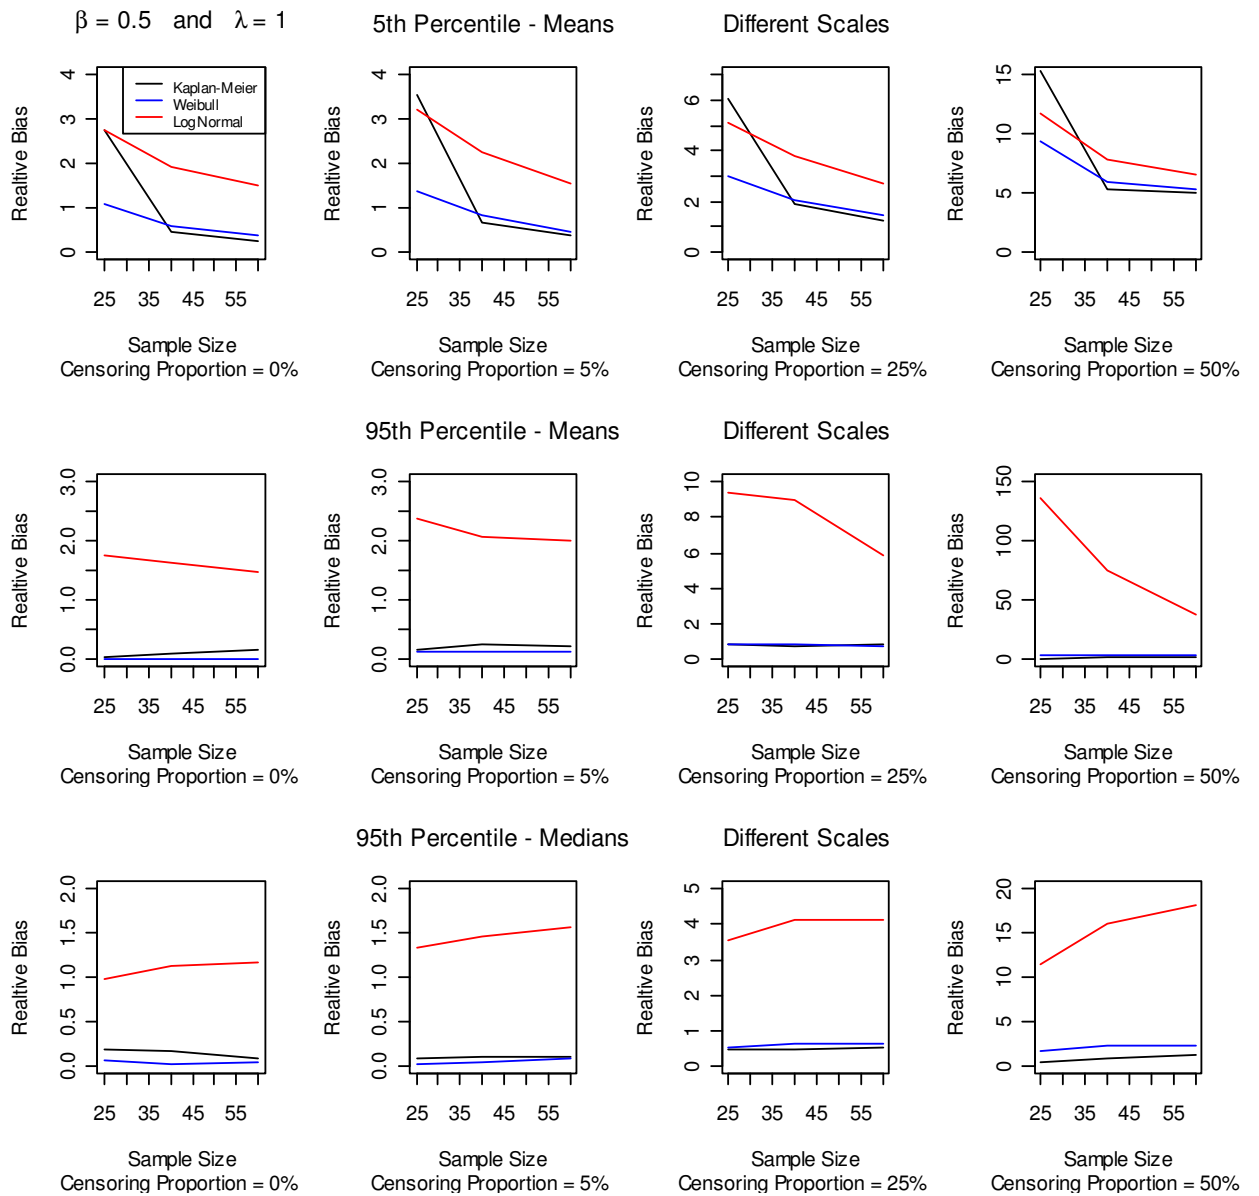 β = 0.5 and λ = 1
5th Percentile - Means
Different Scales
Realtive Bias
0 1 2 3 4
Kaplan-Meier
Weibull
LogNormal
25 35 45 55
Sample Size
Censoring Proportion = 0%
Realtive Bias
0 1 2 3 4
25 35 45 55
Sample Size
Censoring Proportion = 5%
Realtive Bias
0 2 4 6
25 35 45 55
Sample Size
Censoring Proportion = 25%
Realtive Bias
0 5 10 15
25 35 45 55
Sample Size
Censoring Proportion = 50%
95th Percentile - Means
Different Scales
Realtive Bias
0.0 1.0 2.0 3.0
25 35 45 55
Sample Size
Censoring Proportion = 0%
Realtive Bias
0.0 1.0 2.0 3.0
25 35 45 55
Sample Size
Censoring Proportion = 5%
Realtive Bias
0 2 4 6 8 10
25 35 45 55
Sample Size
Censoring Proportion = 25%
Realtive Bias
0 50 100 150
25 35 45 55
Sample Size
Censoring Proportion = 50%
95th Percentile - Medians
Different Scales
Realtive Bias
0.0 0.5 1.0 1.5 2.0
25 35 45 55
Sample Size
Censoring Proportion = 0%
Realtive Bias
0.0 0.5 1.0 1.5 2.0
25 35 45 55
Sample Size
Censoring Proportion = 5%
Realtive Bias
0 1 2 3 4 5
25 35 45 55
Sample Size
Censoring Proportion = 25%
Realtive Bias
0 5 10 15 20
25 35 45 55
Sample Size
Censoring Proportion = 50%